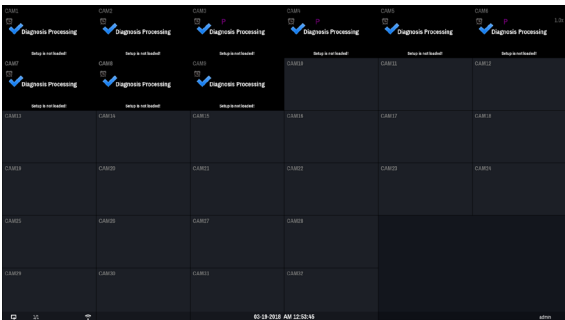 CAM1 CAM2 CAM3 CAM4 CAM5 CAM6
P P P
Diagnosis Processing Diagnosis Processing Diagnosis Processing Diagnosis Processing Diagnosis Processing Diagnosis Processing
Setup is not loaded! Setup is not loaded! Setup is not loaded! Setup is not loaded! Setup is not loaded! Setup is not loaded!
CAM7 CAM8 CAM9 CAM10 CAM11 CAM12
Diagnosis Processing Diagnosis Processing Diagnosis Processing
Setup is not loaded! Setup is not loaded! Setup is not loaded!
CAM13 CAM14 CAM15 CAM16 CAM17 CAM18
CAM19 CAM20 CAM21 CAM22 CAM23 CAM24
CAM25 CAM26 CAM27 CAM28
CAM29 CAM30 CAM31 CAM32
1/1 03-19-2018 AM 12:53:45 admin